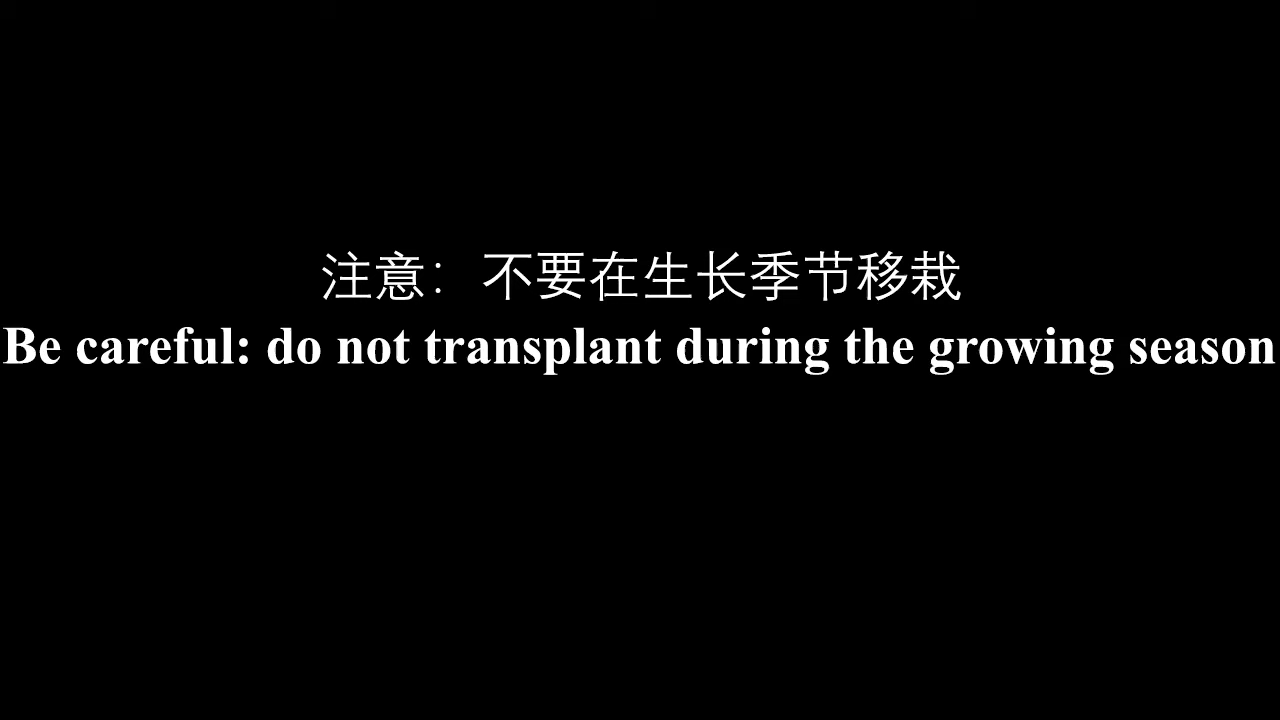 注意：不要在生长季节移栽
Be careful: do not transplant during the growing season